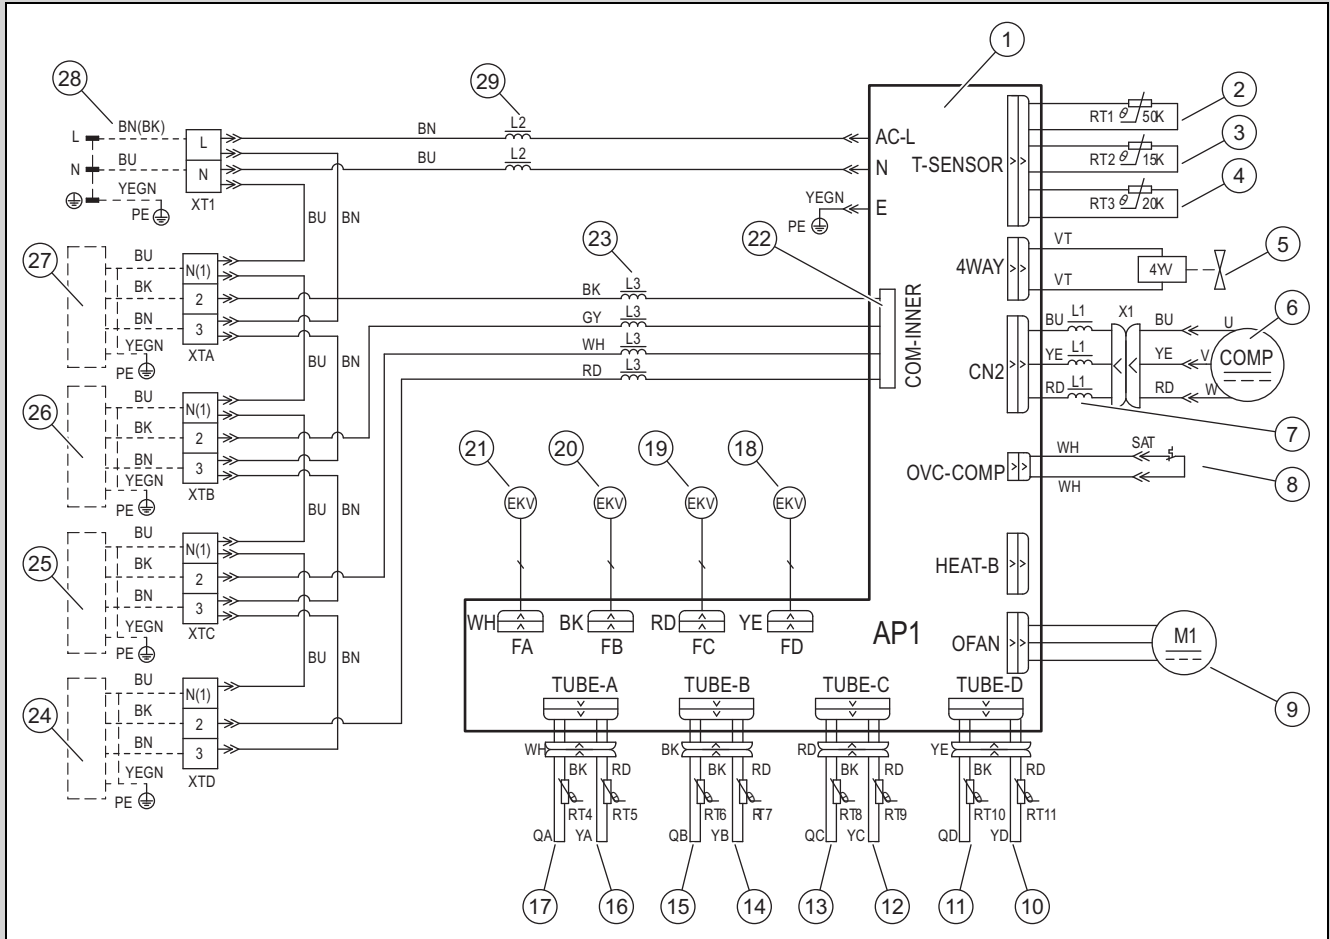 1
28
29
2
BN(BK)
L
BU
N
YEGN
PE
L
N
XT1
BN
L2
BU
L2
AC-L
N
YEGN
E
PE
T-SENSOR
RT1 θ 50K
3
RT2 θ 15K
4
RT3 θ 20K
BU
BN
27
BU
BK
BN
YEGN
PE
N(1)
2
3
XTA
23
22
BK
L3
GY
L3
WH
L3
RD
L3
COM-INNER
4WAY
VT
VT
4YV
5
BU
BN
CN2
BU
L1
YE
L1
RD
L1
X1
BU
U
YE
V
RD
W
COMP
6
7
26
BU
BK
BN
YEGN
PE
N(1)
2
3
XTB
21
20
19
18
EKV
EKV
EKV
EKV
OVC-COMP
WH
SAT
WH
8
BU
BN
25
BU
BK
BN
YEGN
PE
N(1)
2
3
XTC
HEAT-B
WH
FA
BK
FB
RD
FC
YE
FD
AP1
OFAN
M1
9
BU
BN
24
BU
BK
BN
YEGN
PE
N(1)
2
3
XTD
TUBE-A
TUBE-B
TUBE-C
TUBE-D
WH
BK
RD
YE
BK
RD
BK
RD
BK
RD
BK
RD
RT4
RT5
RT6
RT7
RT8
RT9
RT10
RT11
QA
YA
QB
YB
QC
YC
QD
YD
17
16
15
14
13
12
11
10